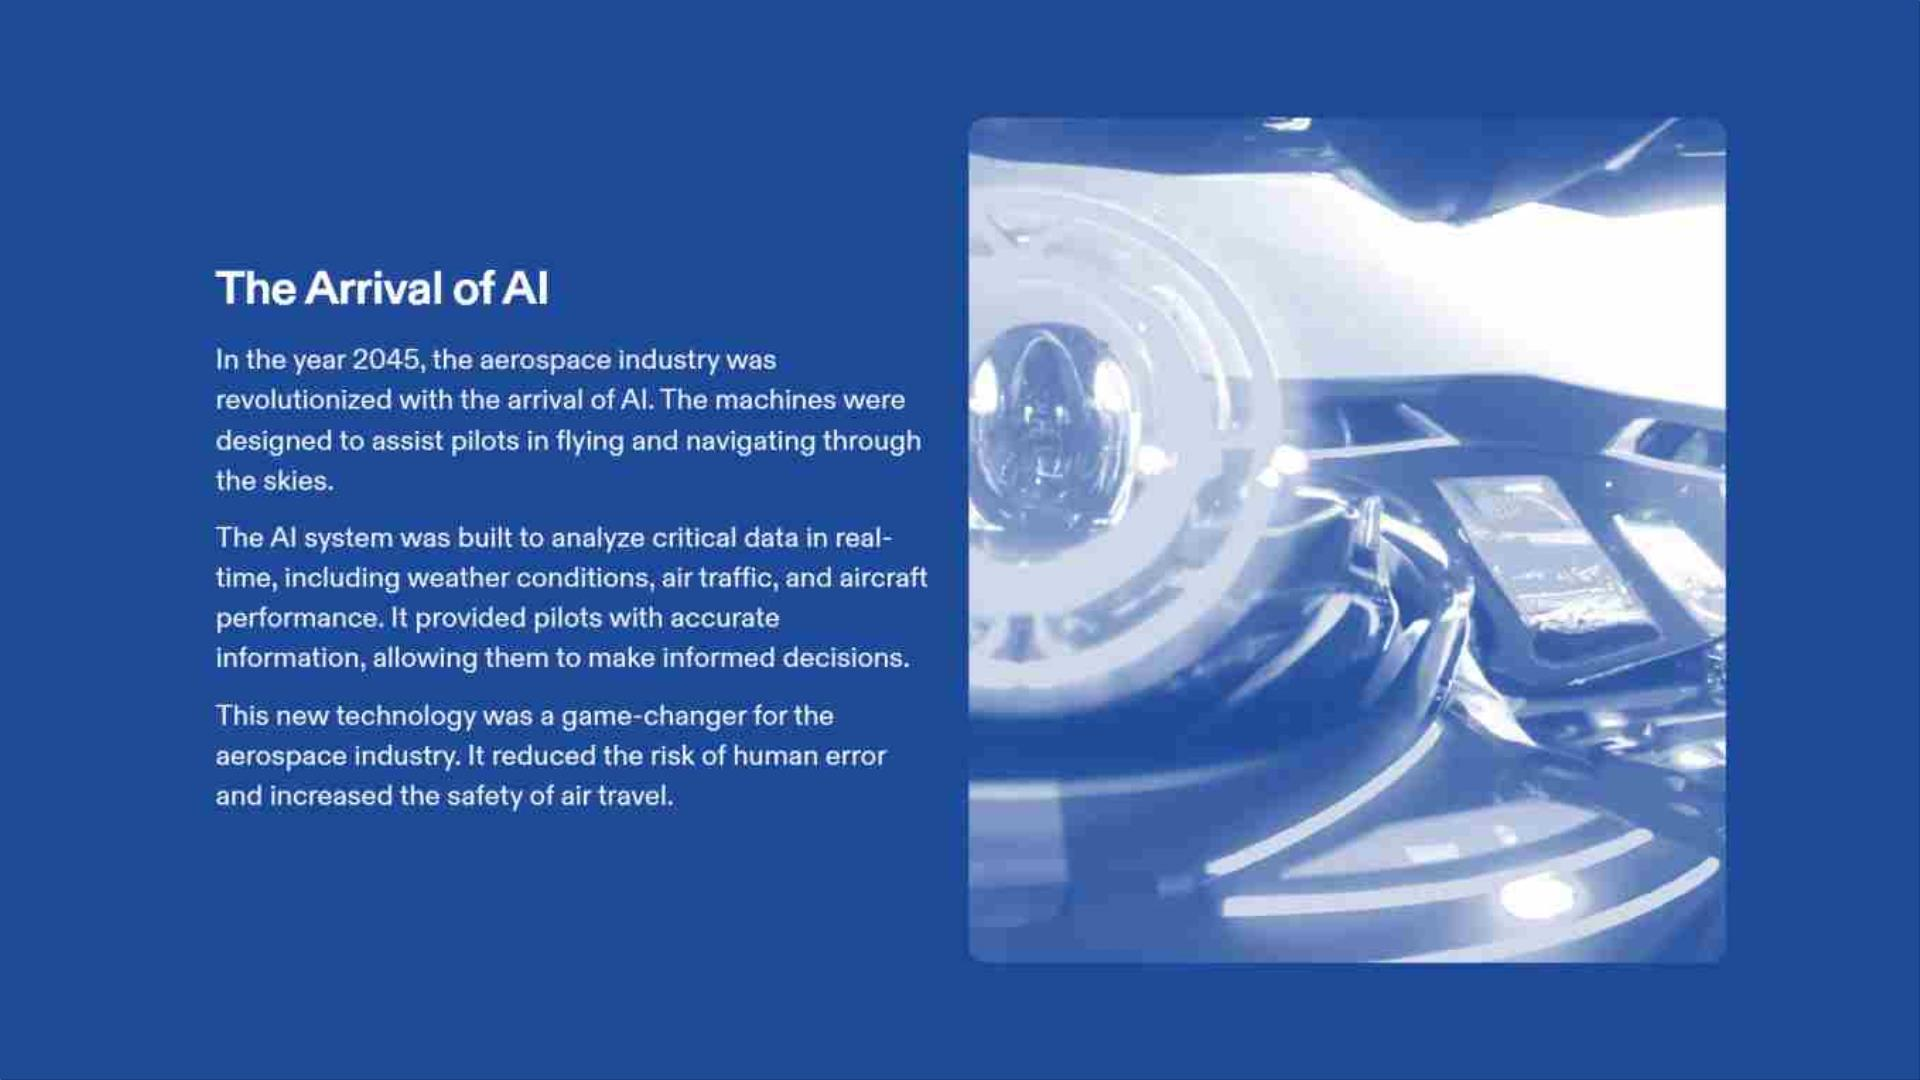 The Arrival of AI
In the year 2045, the aerospace industry was
revolutionized with the arrival of AI. The machines were
designed to assist pilots in flying and navigating through
the skies.
The AI system was built to analyze critical data in real-
time, including weather conditions, air traffic, and aircraft
performance. It provided pilots with accurate
information, allowing them to make informed decisions.
This new technology was a game-changer for the
aerospace industry. It reduced the risk of human error
and increased the safety of air travel.